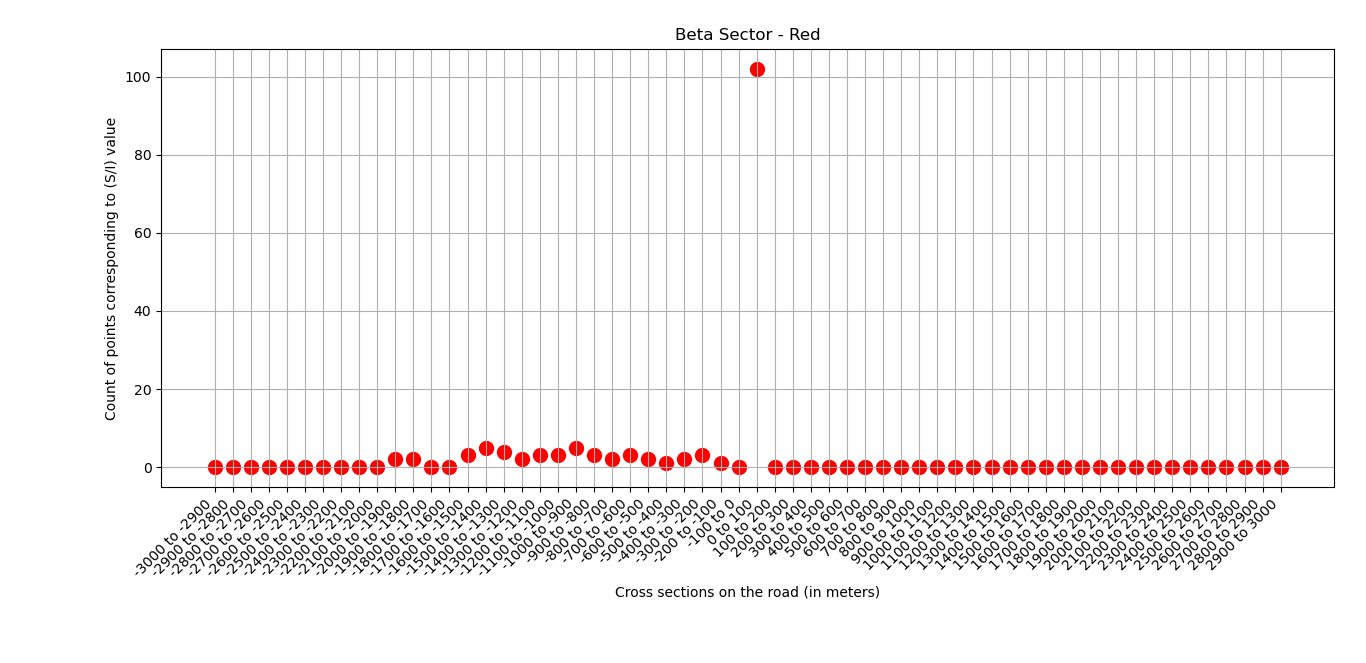 Beta Sector - Red
Count of points corresponding to (S/I) value
100
80
60
40
20
0
-3000 to -2900
-2900 to -2800
-2800 to -2700
-2700 to -2600
-2600 to -2500
-2500 to -2400
-2400 to -2300
-2300 to -2200
-2200 to -2100
-2100 to -2000
-2000 to -1900
-1900 to -1800
-1800 to -1700
-1700 to -1600
-1600 to -1500
-1500 to -1400
-1400 to -1300
-1300 to -1200
-1200 to -1100
-1100 to -1000
-1000 to -900
-900 to -800
-800 to -700
-700 to -600
-600 to -500
-500 to -400
-400 to -300
-300 to -200
-200 to -100
-100 to 0
0 to 100
100 to 200
200 to 300
300 to 400
400 to 500
500 to 600
600 to 700
700 to 800
800 to 900
900 to 1000
1000 to 1100
1100 to 1200
1200 to 1300
1300 to 1400
1400 to 1500
1500 to 1600
1600 to 1700
1700 to 1800
1800 to 1900
1900 to 2000
2000 to 2100
2100 to 2200
2200 to 2300
2300 to 2400
2400 to 2500
2500 to 2600
2600 to 2700
2700 to 2800
2800 to 2900
2900 to 3000
Cross sections on the road (in meters)